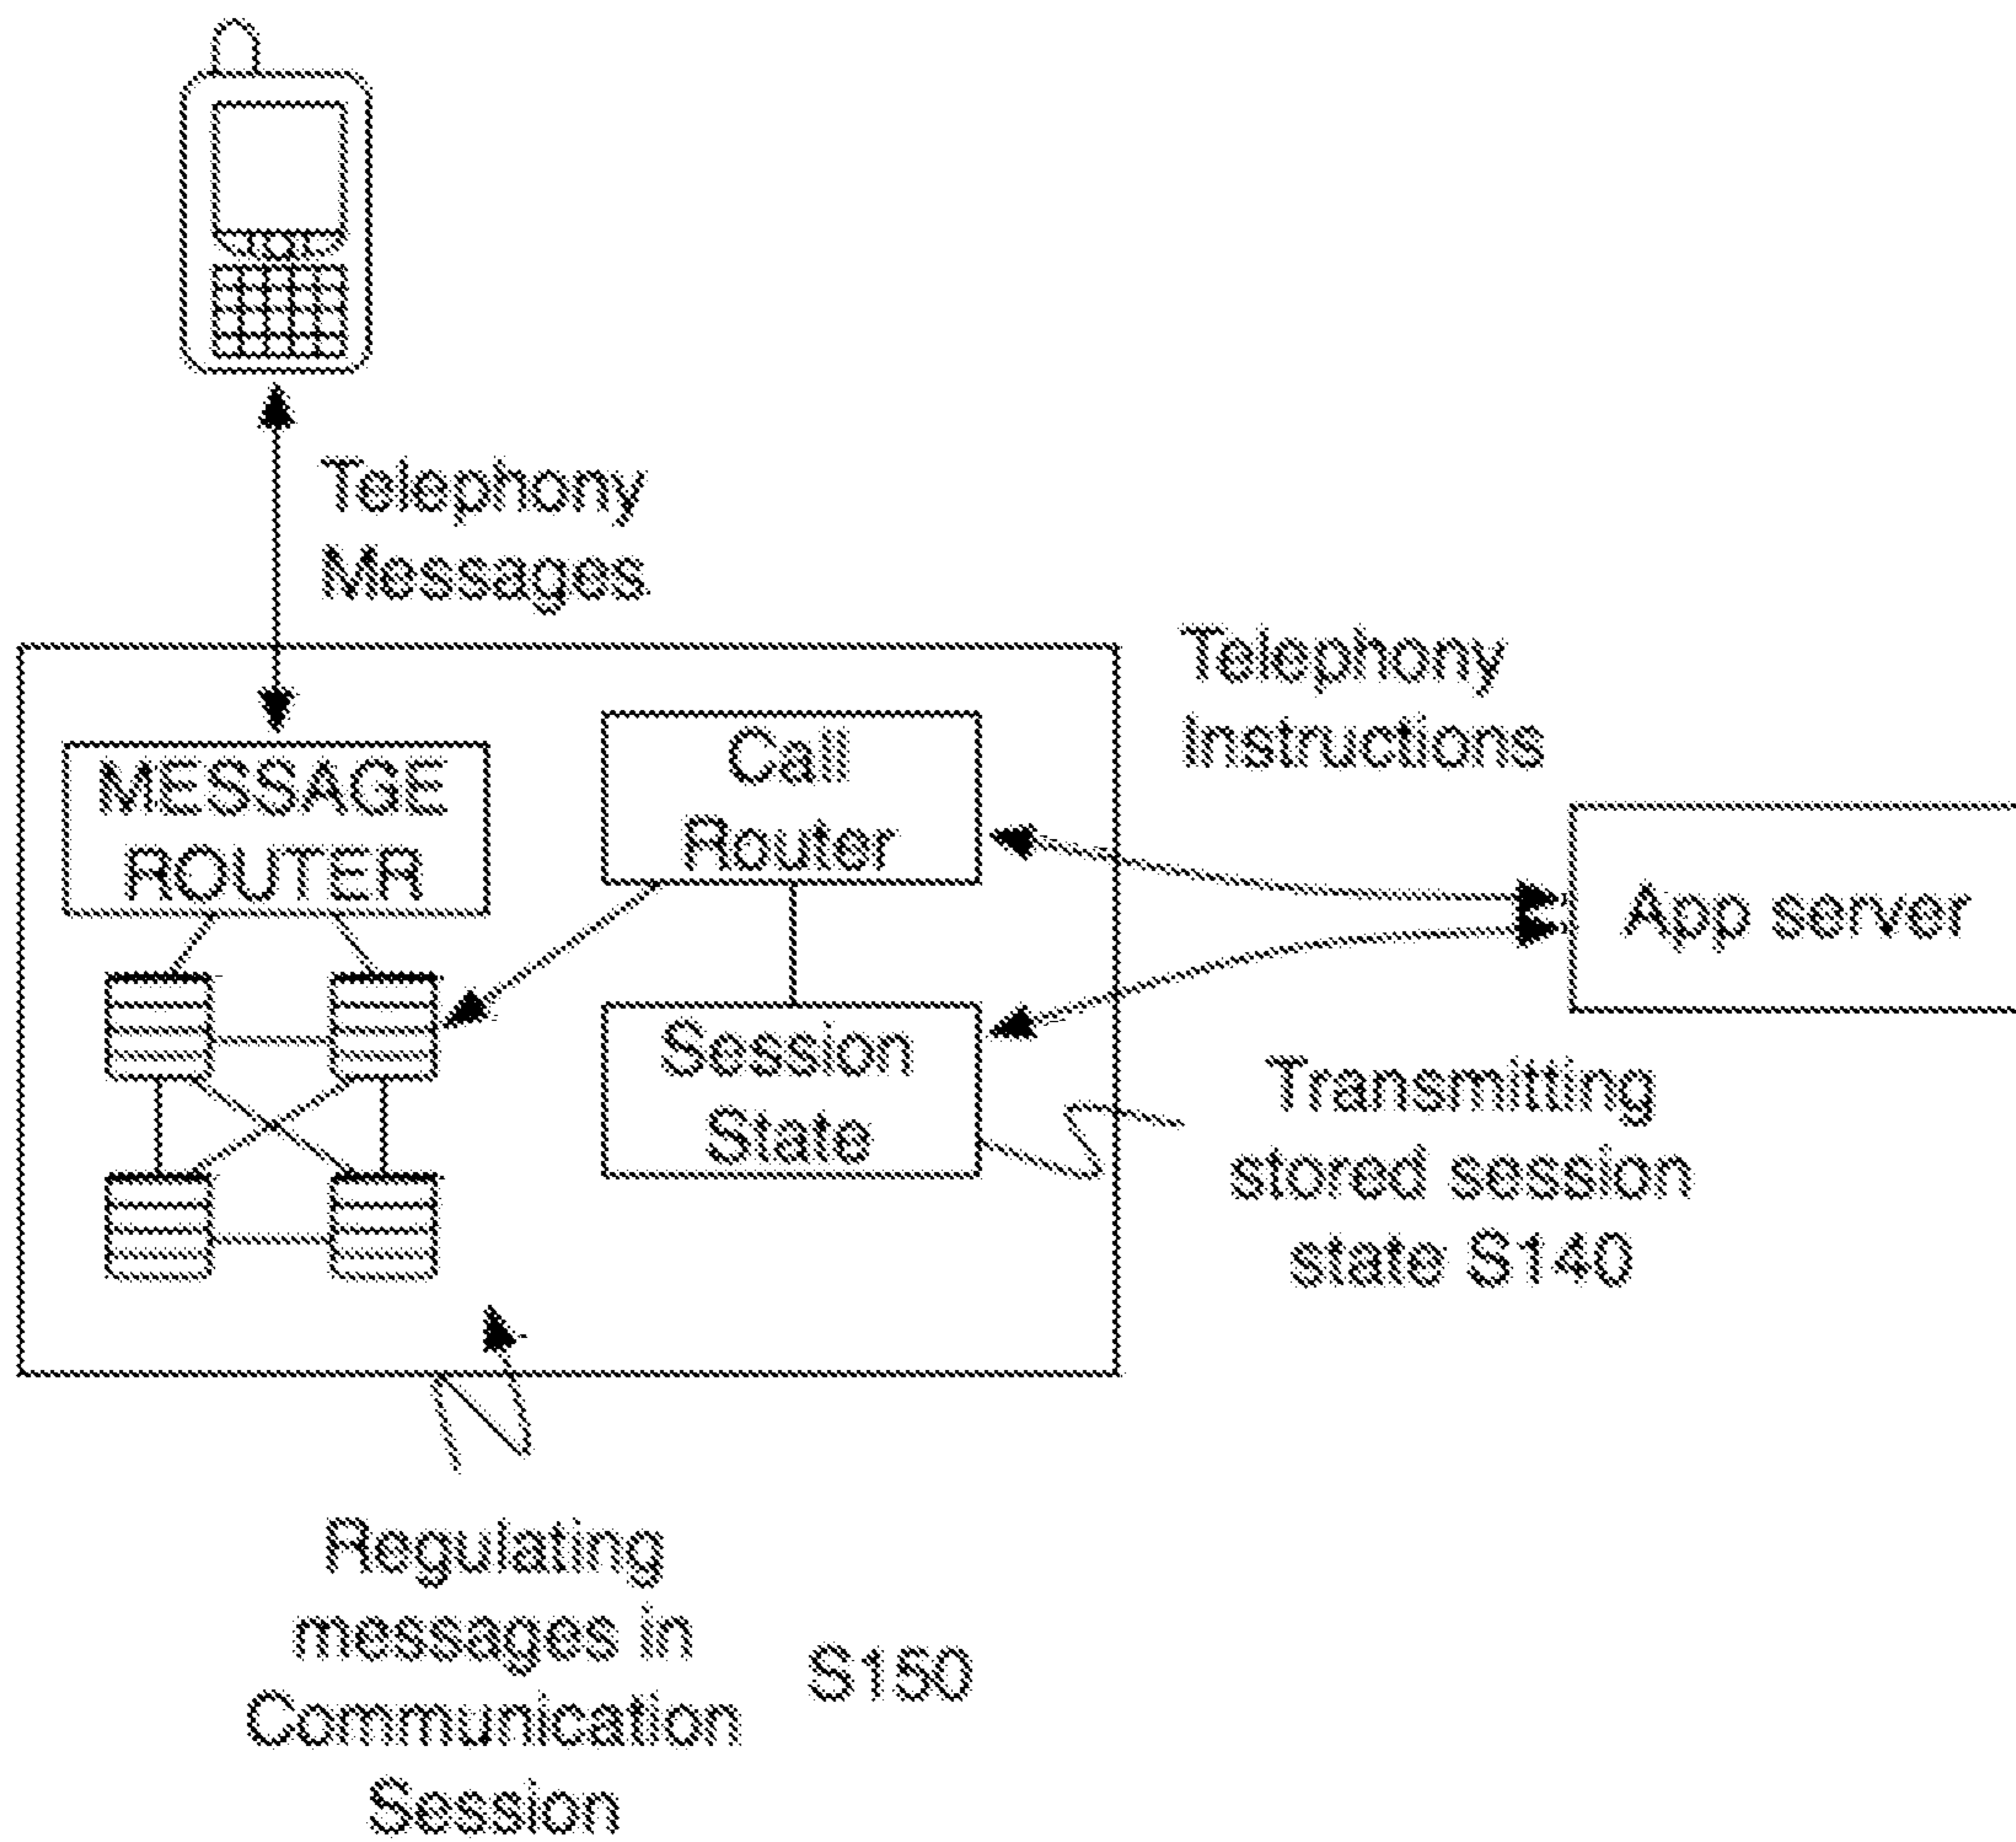 Telephony
Messages
Telephony
Instructions
MESSAGE
ROUTER
Call
Router
App server
Session
State
Transmitting
stored session
state S140
Regulating
messages in
Communication
Session
S150